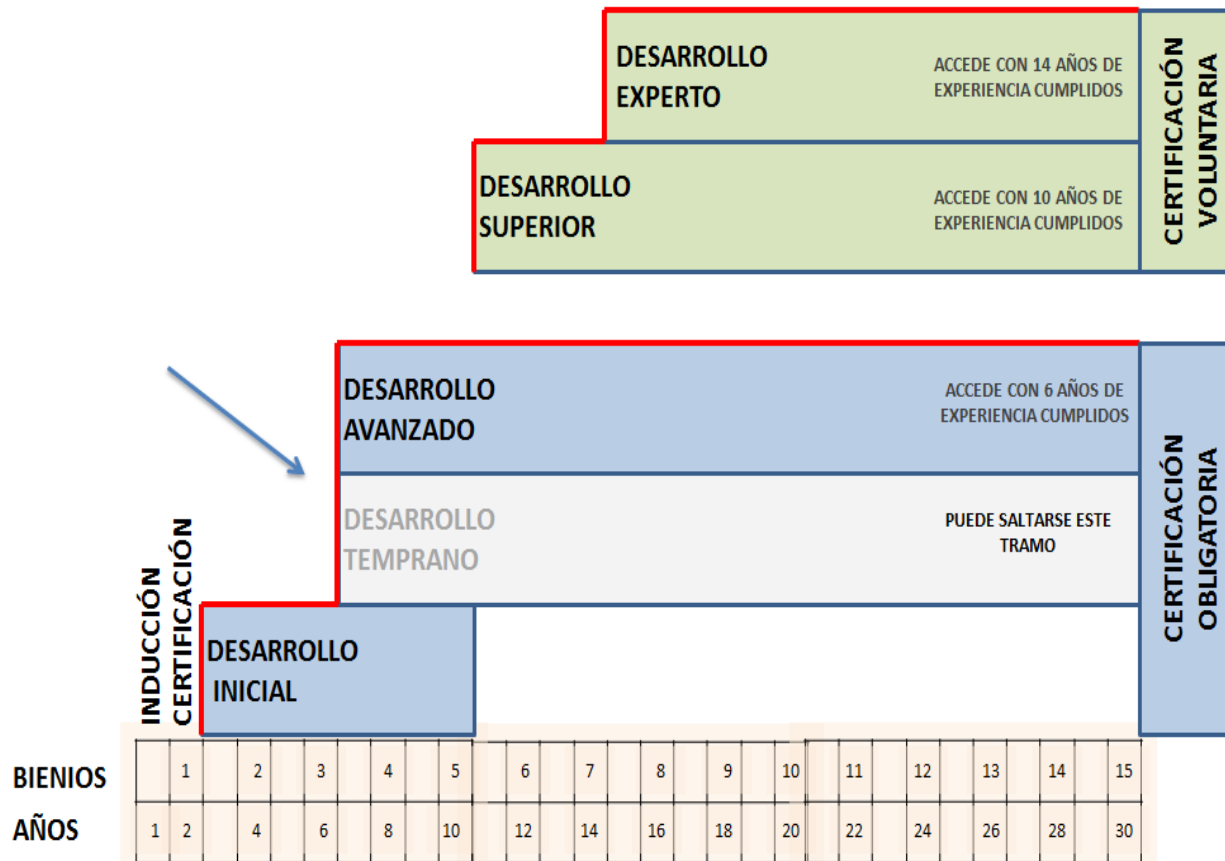 DESARROLLO
EXPERTO
ACCEDE CON 14 AÑOS DE
EXPERIENCIA CUMPLIDOS
DESARROLLO
SUPERIOR
ACCEDE CON 10 AÑOS DE
EXPERIENCIA CUMPLIDOS
CERTIFICACIÓN
VOLUNTARIA
DESARROLLO
AVANZADO
ACCEDE CON 6 AÑOS DE
EXPERIENCIA CUMPLIDOS
DESARROLLO
TEMPRANO
PUEDE SALTARSE ESTE
TRAMO
CERTIFICACIÓN
OBLIGATORIA
INDUCCIÓN
CERTIFICACIÓN
DESARROLLO
INICIAL
BIENIOS 1 2 3 4 5 6 7 8 9 10 11 12 13 14 15
AÑOS 1 2 4 6 8 10 12 14 16 18 20 22 24 26 28 30